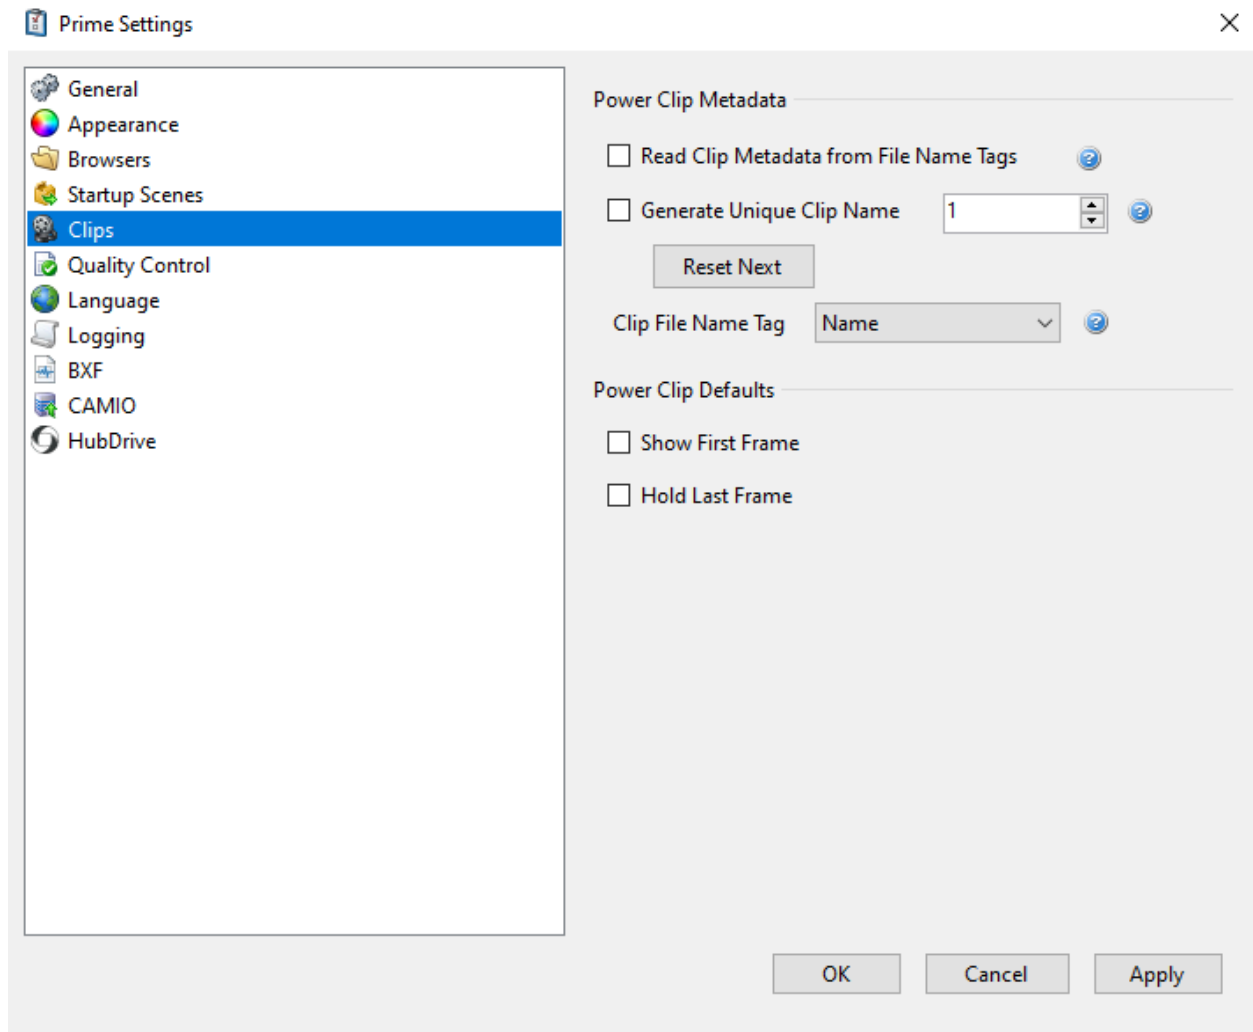 Prime Settings
General
Appearance
Browsers
Startup Scenes
Clips
Quality Control
Language
Logging
BXF
CAMIO
HubDrive
Power Clip Metadata
Read Clip Metadata from File Name Tags
Generate Unique Clip Name 1
Reset Next
Clip File Name Tag Name
Power Clip Defaults
Show First Frame
Hold Last Frame
OK Cancel Apply